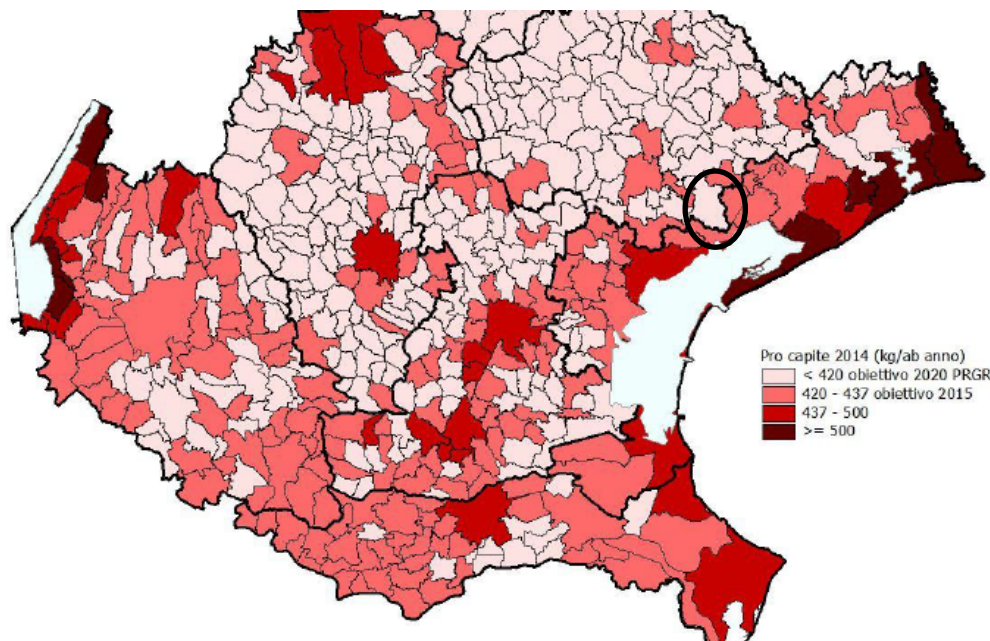 Pro capite 2014 (kg/ab anno)
< 420 obiettivo 2020 PRGR
420 - 437 obiettivo 2015
437 - 500
>= 500